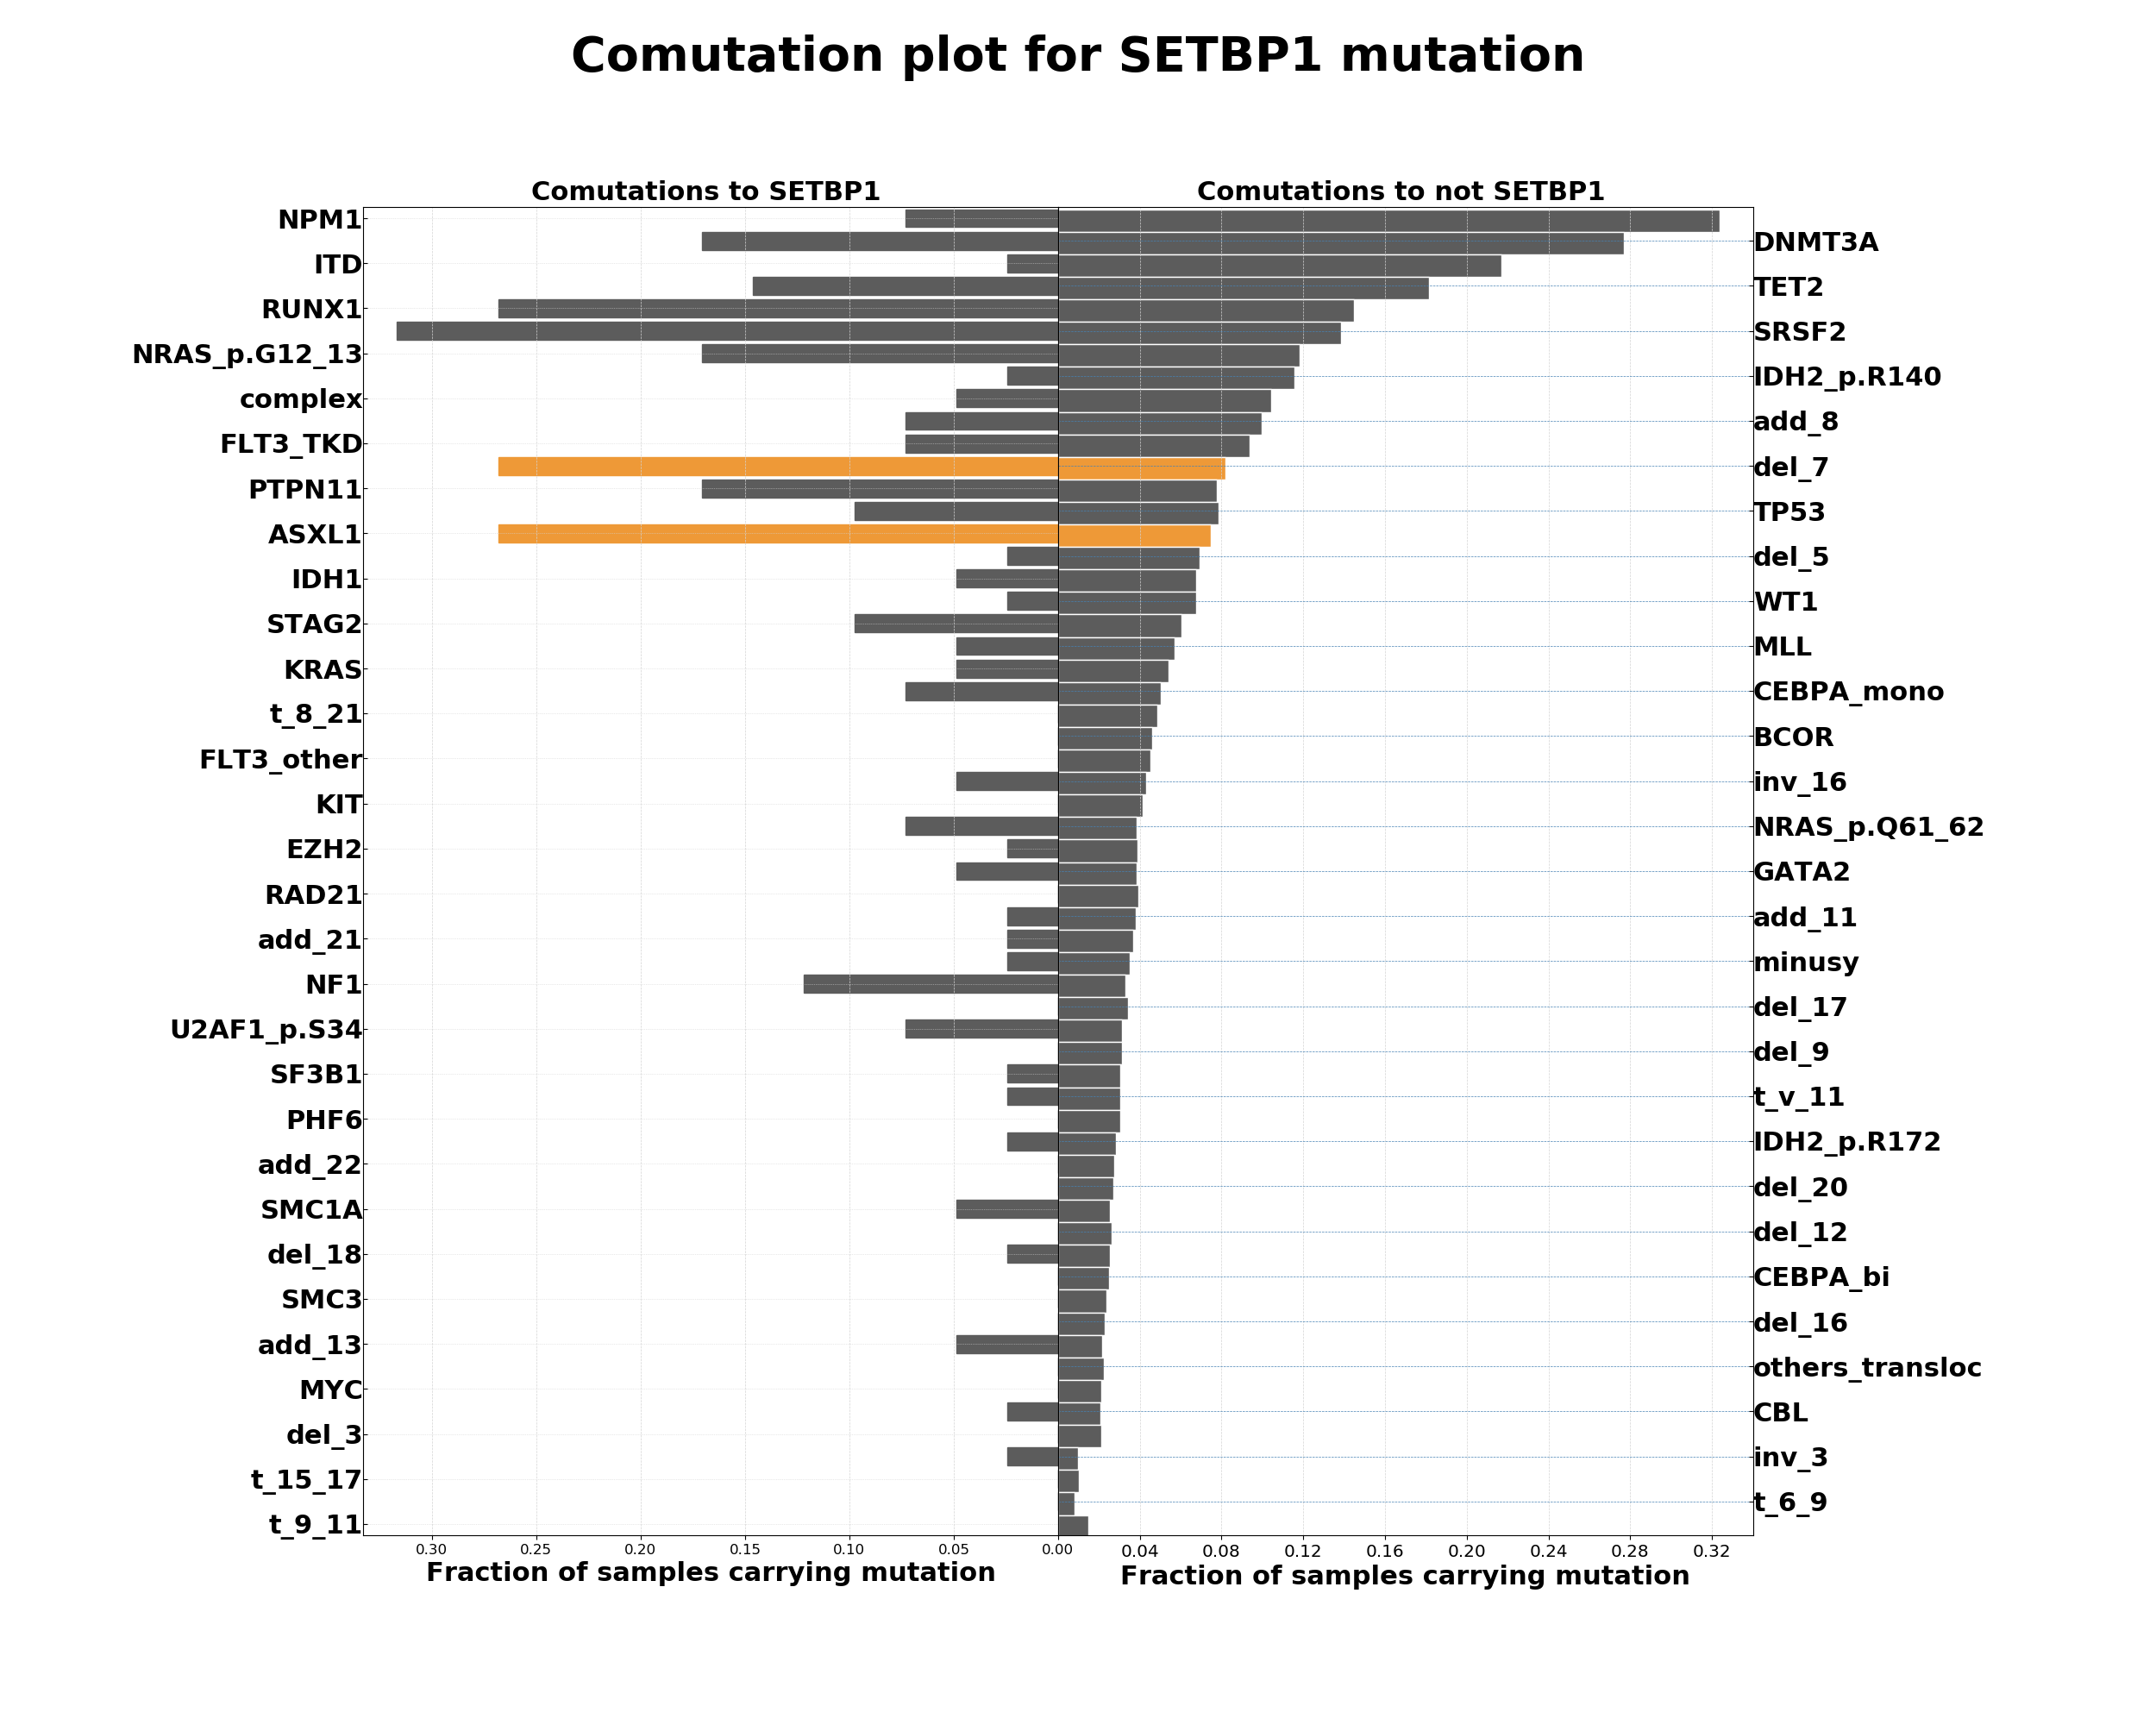 Comutation plot for SETBP1 mutation
Comutations to SETBP1
Comutations to not SETBP1
NPM1
DNMT3A
ITD
TET2
RUNX1
SRSF2
NRAS_p.G12_13
IDH2_p.R140
complex
add_8
FLT3_TKD
del_7
PTPN11
TP53
ASXL1
del_5
IDH1
WT1
STAG2
MLL
KRAS
CEBPA_mono
t_8_21
BCOR
FLT3_other
inv_16
KIT
NRAS_p.Q61_62
EZH2
GATA2
RAD21
add_11
add_21
minusy
NF1
del_17
U2AF1_p.S34
del_9
SF3B1
t_v_11
PHF6
IDH2_p.R172
add_22
del_20
SMC1A
del_12
del_18
CEBPA_bi
SMC3
del_16
add_13
others_transloc
MYC
CBL
del_3
inv_3
t_15_17
t_6_9
t_9_11
0.30 0.25 0.20 0.15 0.10 0.05 0.00 0.04 0.08 0.12 0.16 0.20 0.24 0.28 0.32
Fraction of samples carrying mutation
Fraction of samples carrying mutation